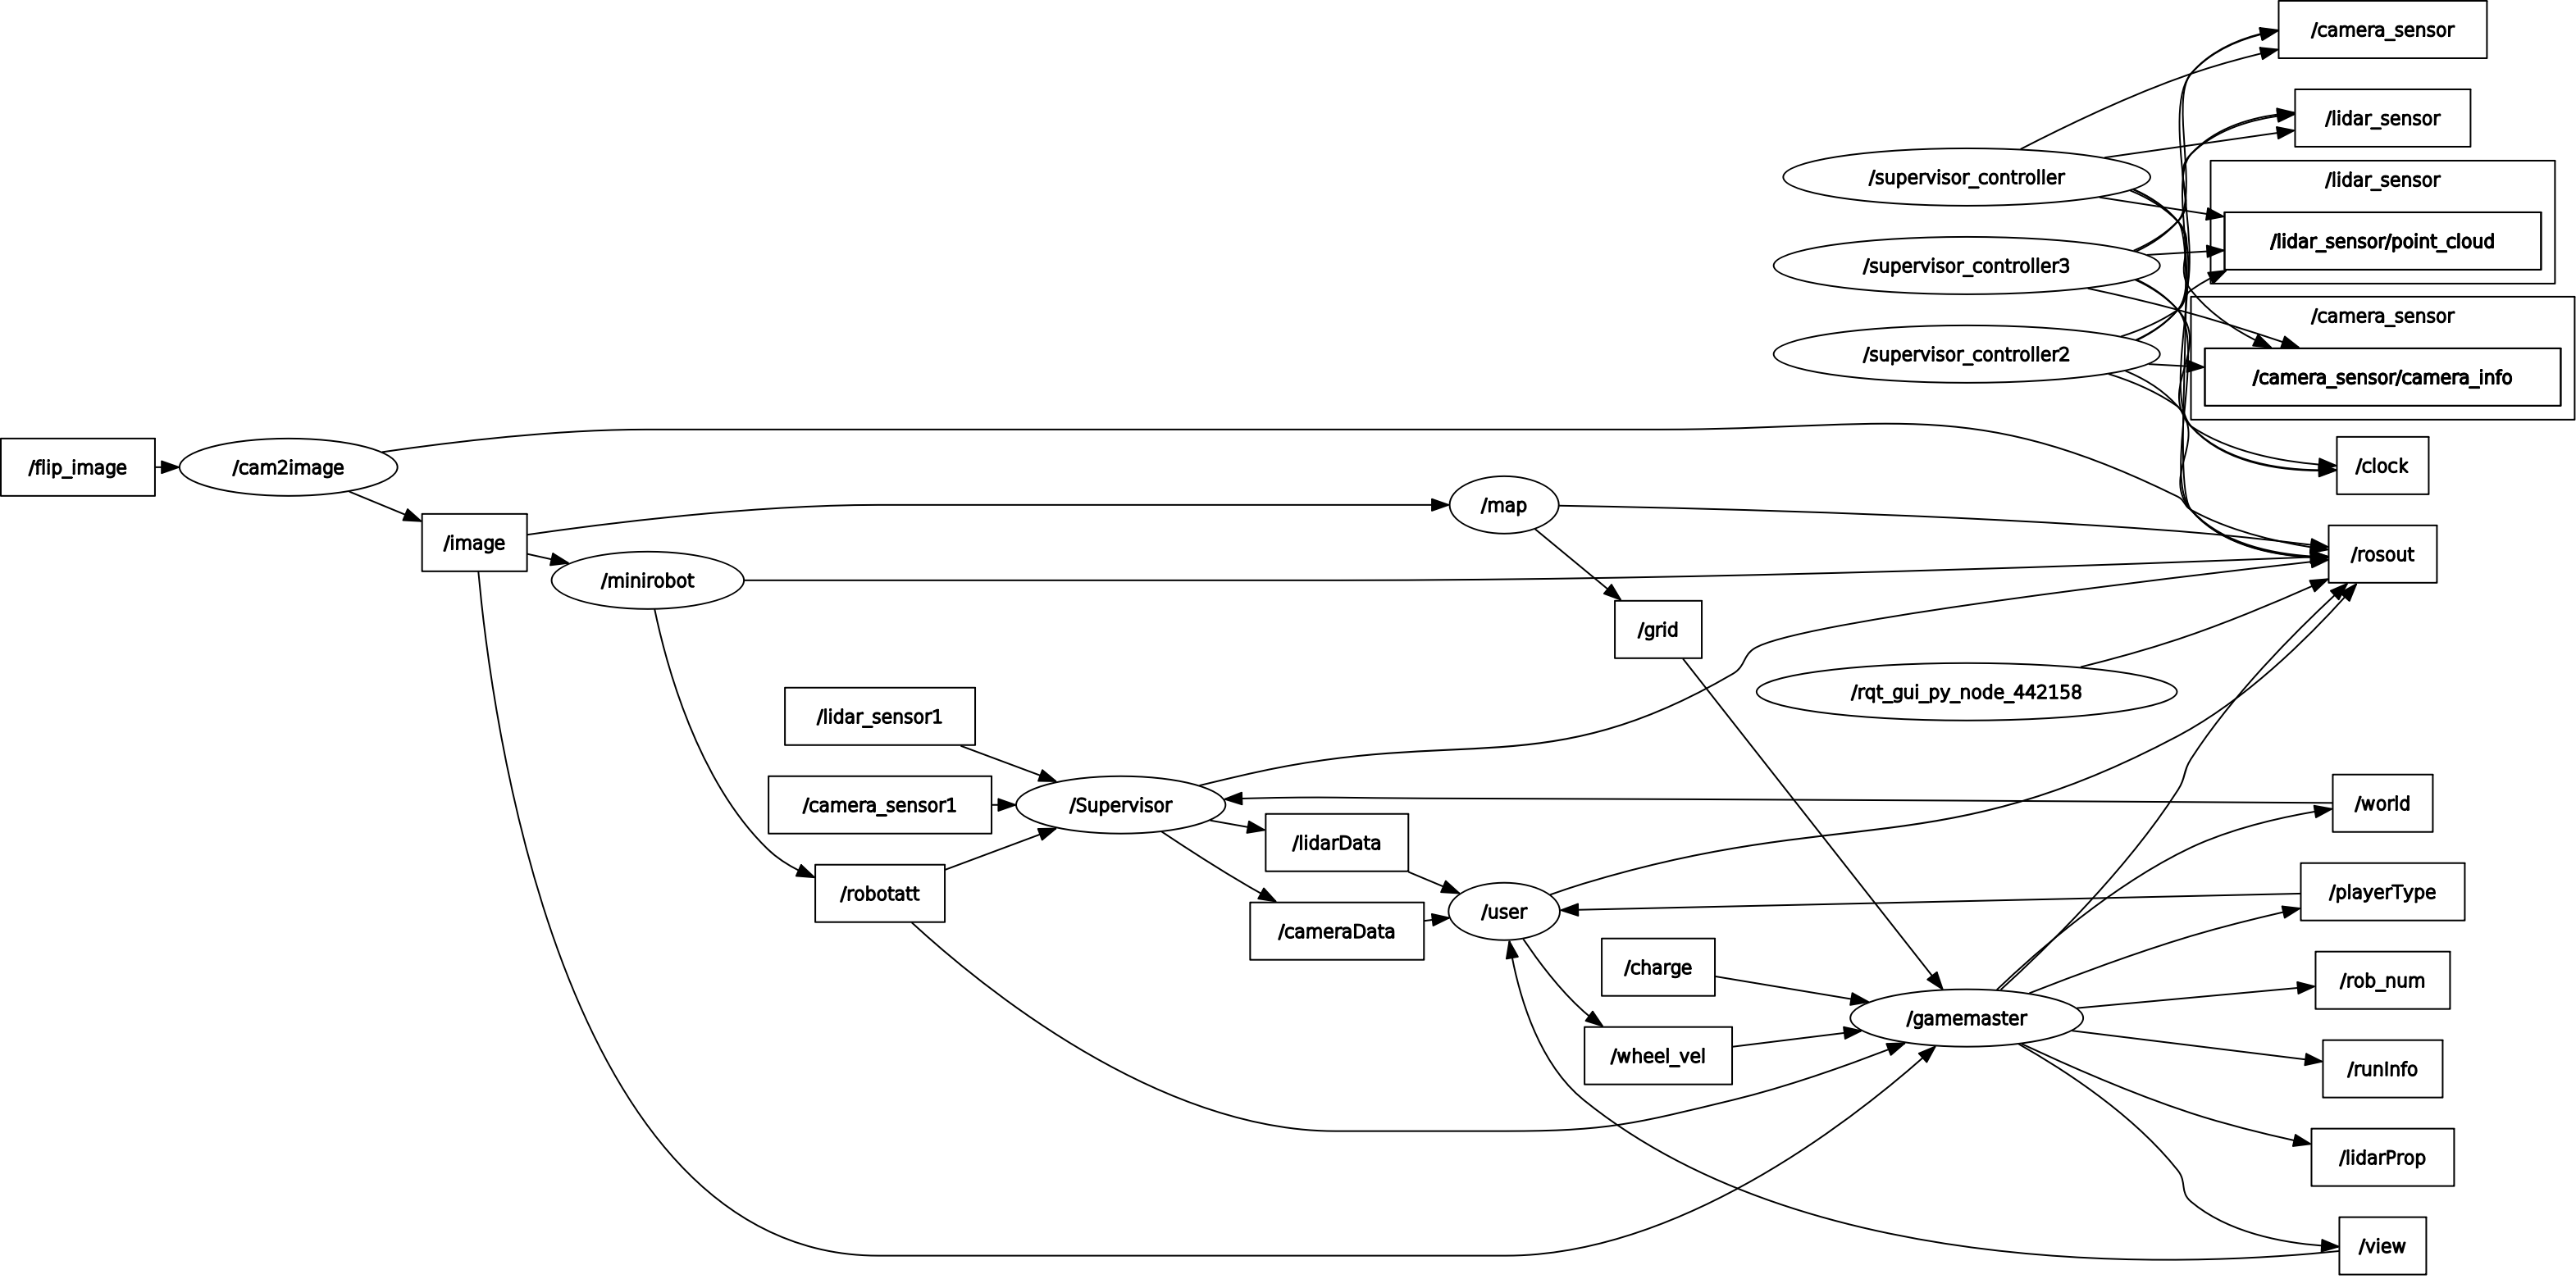 /camera_sensor
/lidar_sensor
/supervisor_controller
/lidar_sensor
/lidar_sensor/point_cloud
/supervisor_controller3
/camera_sensor
/supervisor_controller2
/camera_sensor/camera_info
/flip_image
/cam2image
/clock
/map
/image
/rosout
/minirobot
/grid
/rqt_gui_py_node_442158
/lidar_sensor1
/camera_sensor1
/Supervisor
/world
/lidarData
/robotatt
/playerType
/user
/cameraData
/charge
/rob_num
/gamemaster
/wheel_vel
/runInfo
/lidarProp
/view